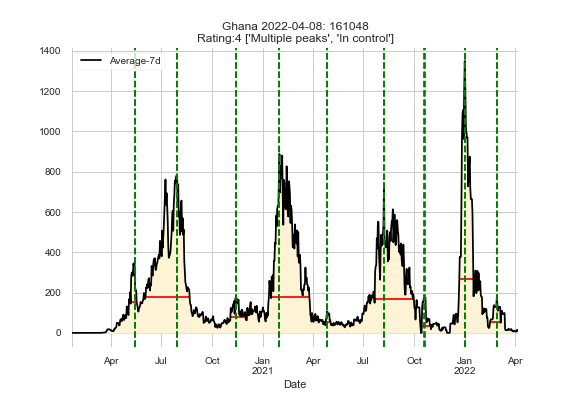 Ghana 2022-04-08: 161048
Rating:4 ['Multiple peaks', 'In control']
1400
Average-7d
1200
1000
800
600
400
200
0
Apr Jul Oct Jan Apr Jul Oct Jan Apr
2021 2022
Date